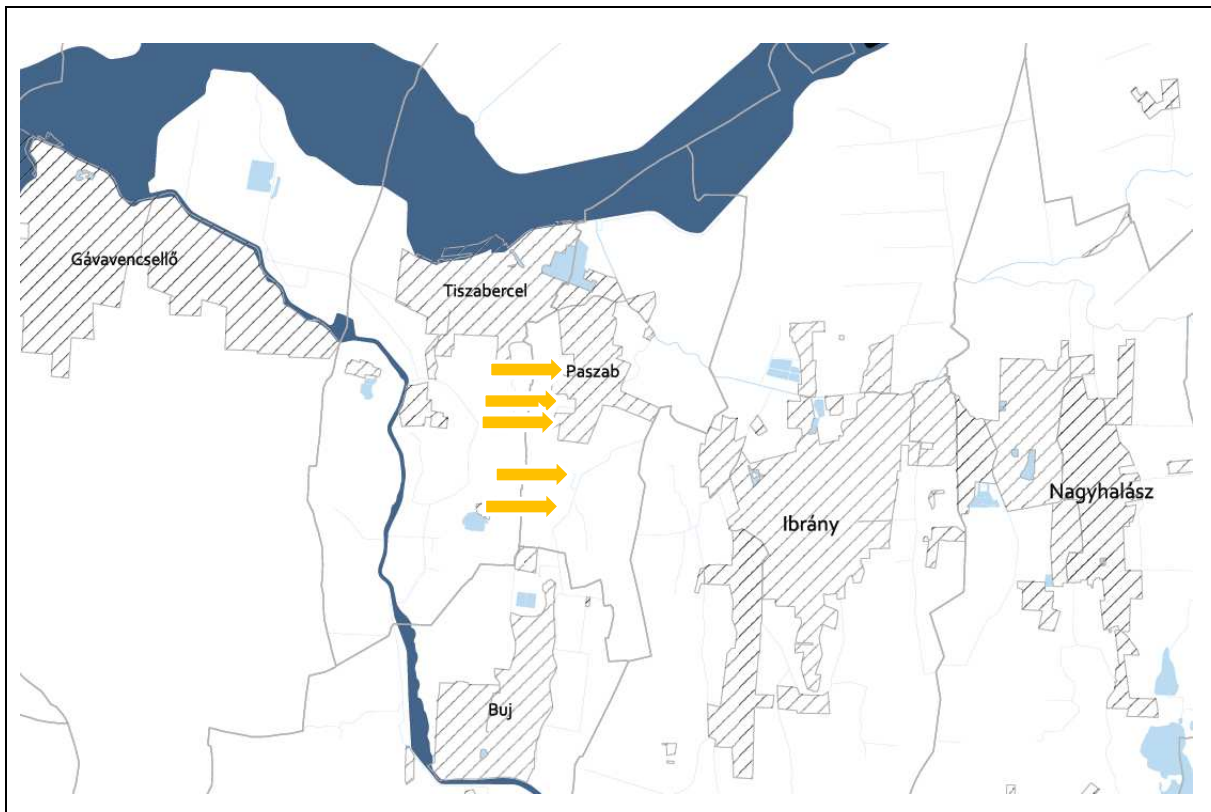 Gávavencsellő
Tiszabercel
Paszab
Ibrány
Nagyhalász
Buj